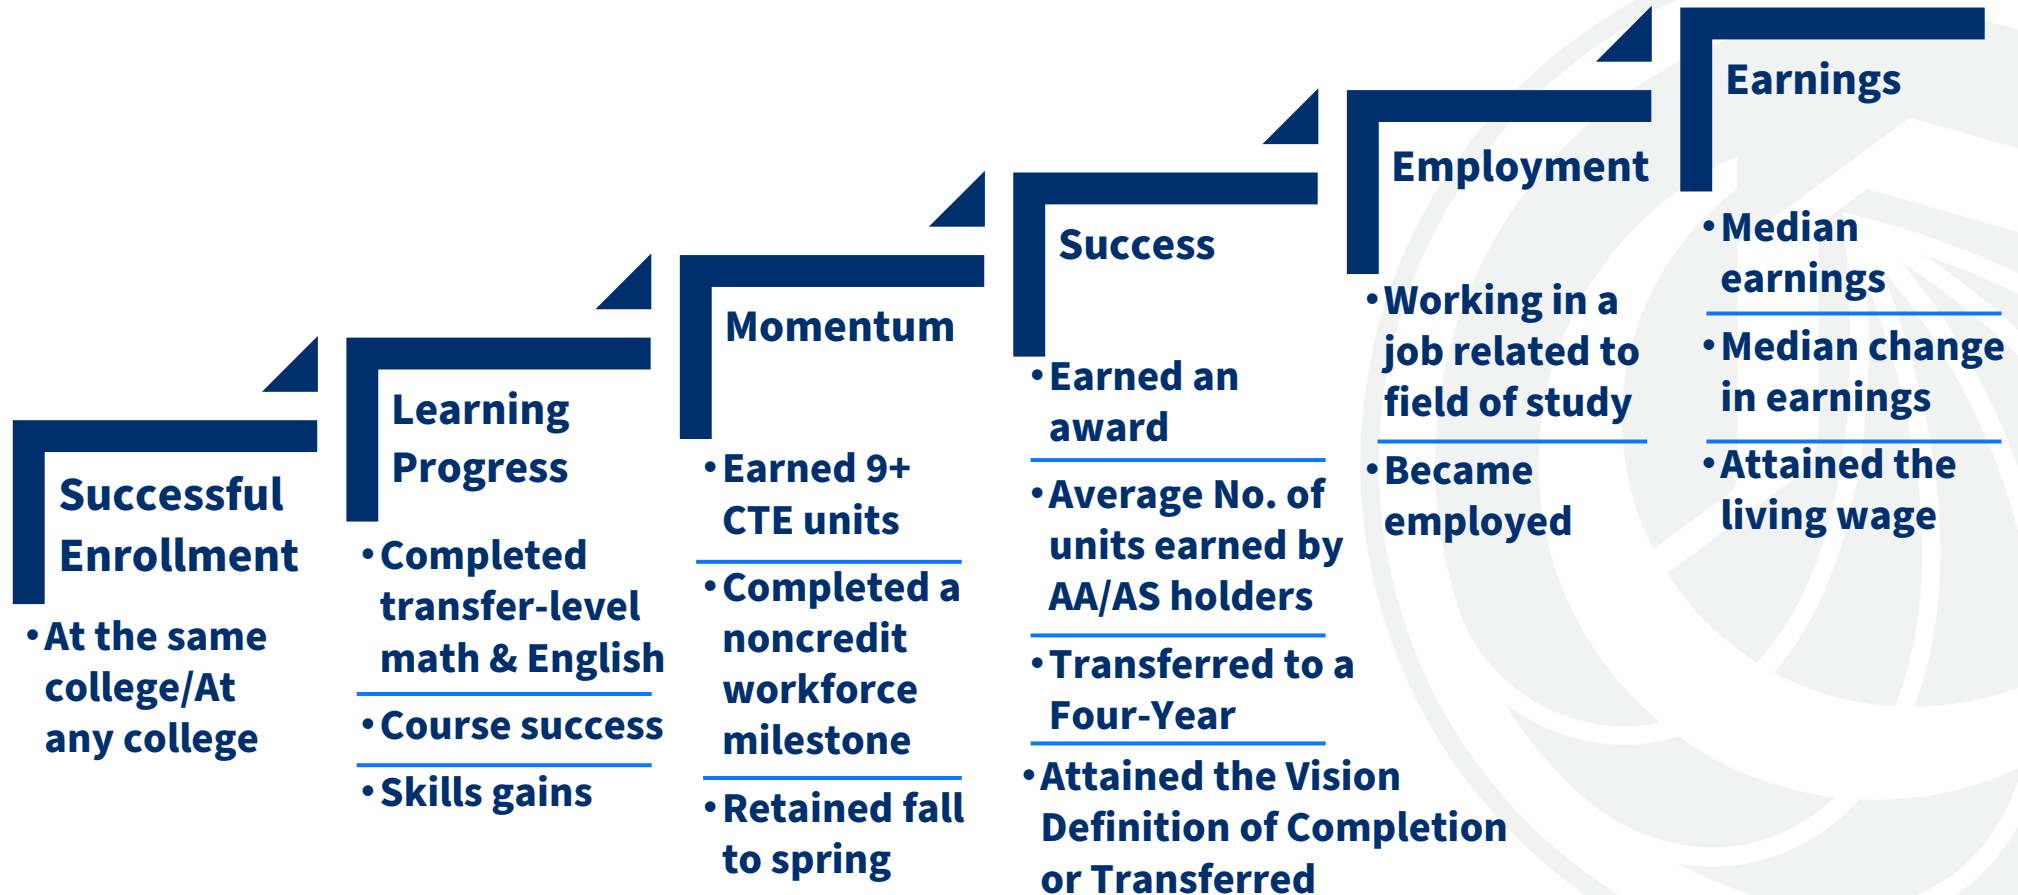 Successful
Enrollment
•At the same
college/At
any college
Learning
Progress
•Completed
transfer-level
math & English
•Course success
•Skills gains
Momentum
•Earned 9+
CTE units
•Completed a
noncredit
workforce
milestone
•Retained fall
to spring
Success
•Earned an
award
•Average No. of
units earned by
AA/AS holders
•Transferred to a
Four-Year
•Attained the Vision
Definition of Completion
or Transferred
Employment
•Working in a
job related to
field of study
•Became
employed
Earnings
•Median
earnings
•Median change
in earnings
•Attained the
living wage